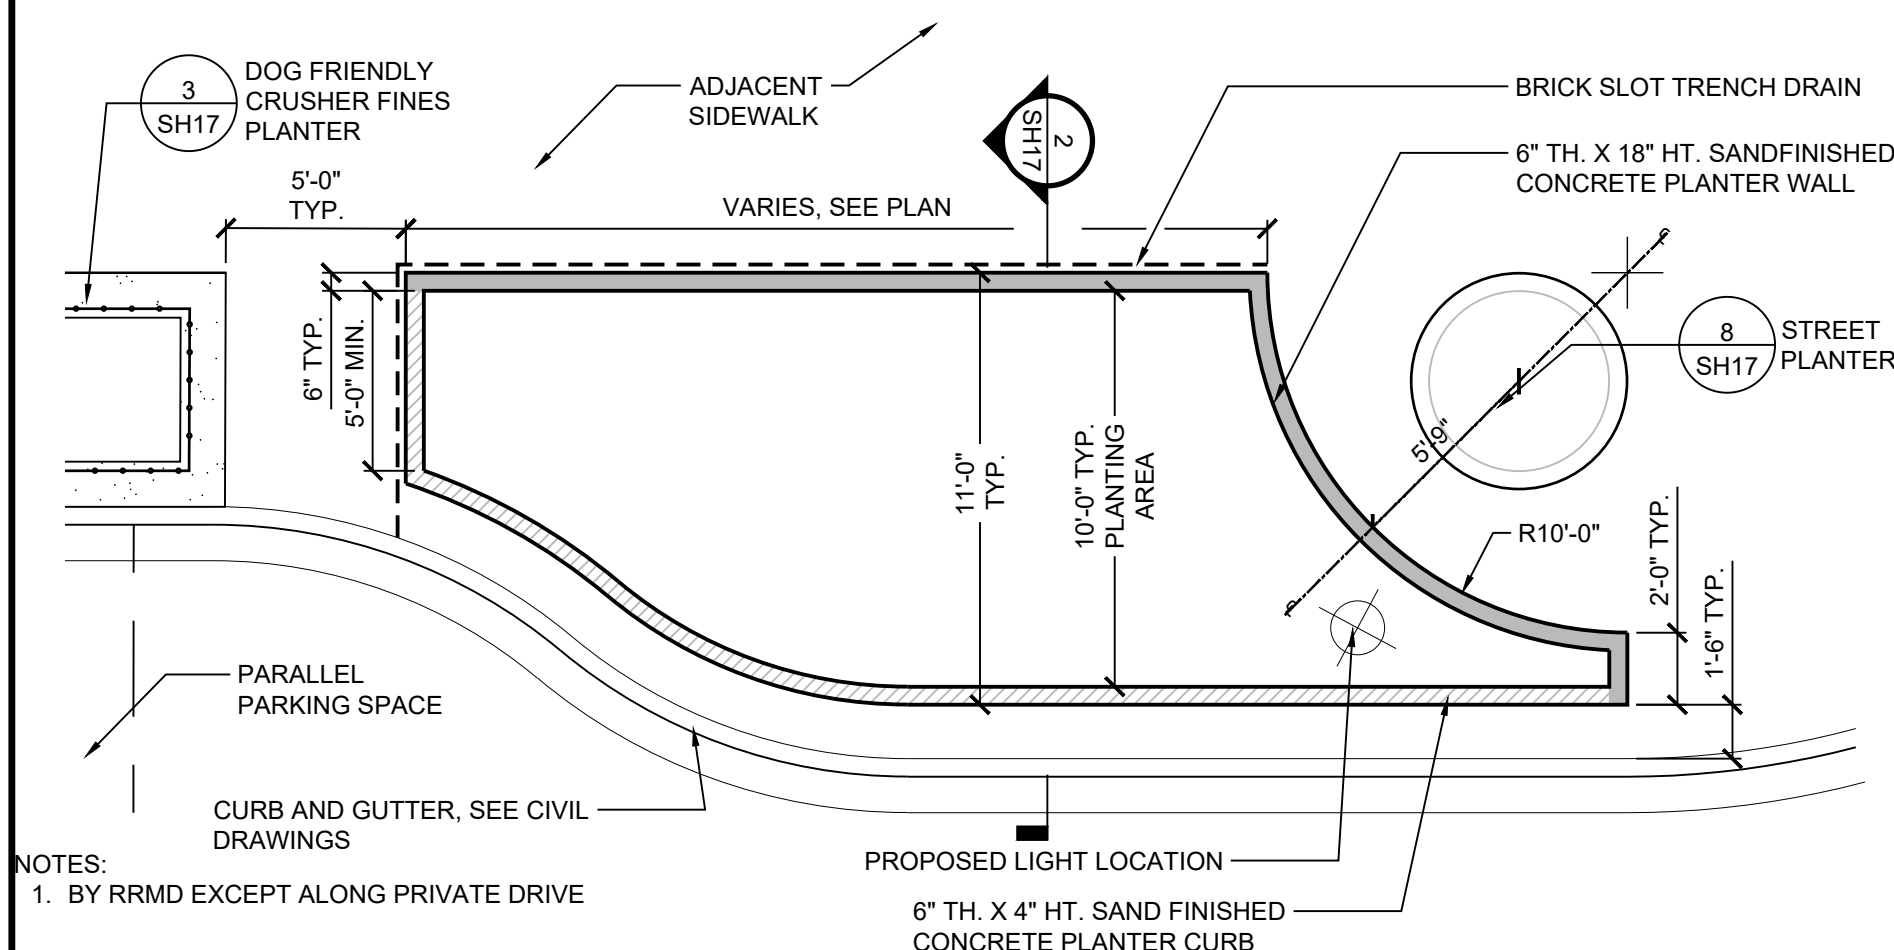 3
SH17
DOG FRIENDLY
CRUSHER FINES
PLANTER
ADJACENT
SIDEWALK
2
SH17
BRICK SLOT TRENCH DRAIN
6" TH. X 18" HT. SANDFINISHED
CONCRETE PLANTER WALL
5'-0"
TYP.
VARIES, SEE PLAN
6" TYP.
5'-0" MIN.
11'-0"
TYP.
10'-0" TYP.
PLANTING
AREA
5'-9"
8
SH17
STREET
PLANTER
R10'-0"
2'-0" TYP.
1'-6" TYP.
PARALLEL
PARKING SPACE
CURB AND GUTTER, SEE CIVIL
DRAWINGS
PROPOSED LIGHT LOCATION
6" TH. X 4" HT. SAND FINISHED
CONCRETE PLANTER CURB
NOTES:
1. BY RRMD EXCEPT ALONG PRIVATE DRIVE